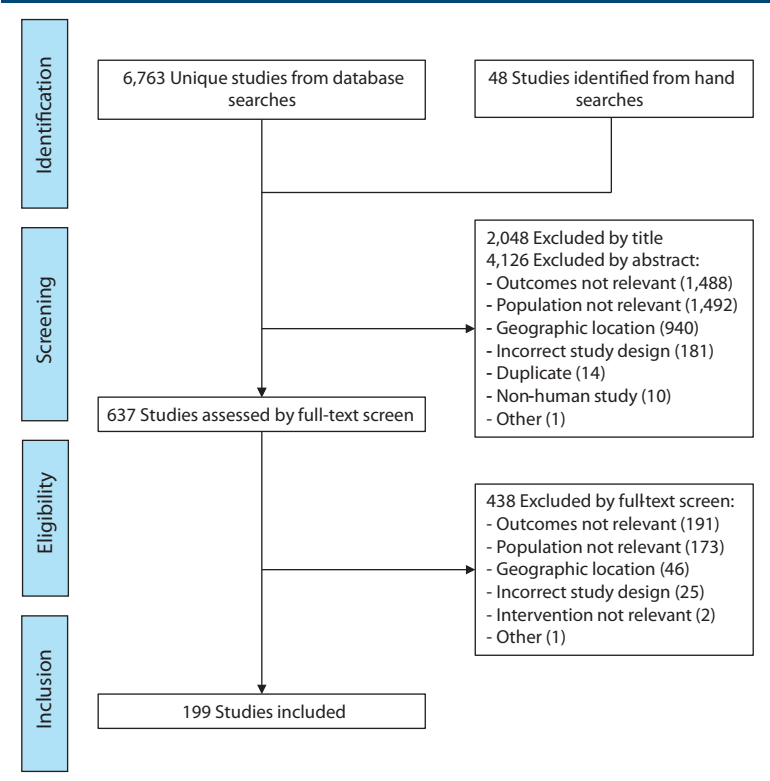 Identification
6,763 Unique studies from database
searches
48 Studies identified from hand
searches
Screening
2,048 Excluded by title
4,126 Excluded by abstract:
- Outcomes not relevant (1,488)
- Population not relevant (1,492)
- Geographic location (940)
- Incorrect study design (181)
- Duplicate (14)
- Non-human study (10)
- Other (1)
637 Studies assessed by full-text screen
Eligibility
438 Excluded by full-text screen:
- Outcomes not relevant (191)
- Population not relevant (173)
- Geographic location (46)
- Incorrect study design (25)
- Intervention not relevant (2)
- Other (1)
Inclusion
199 Studies included